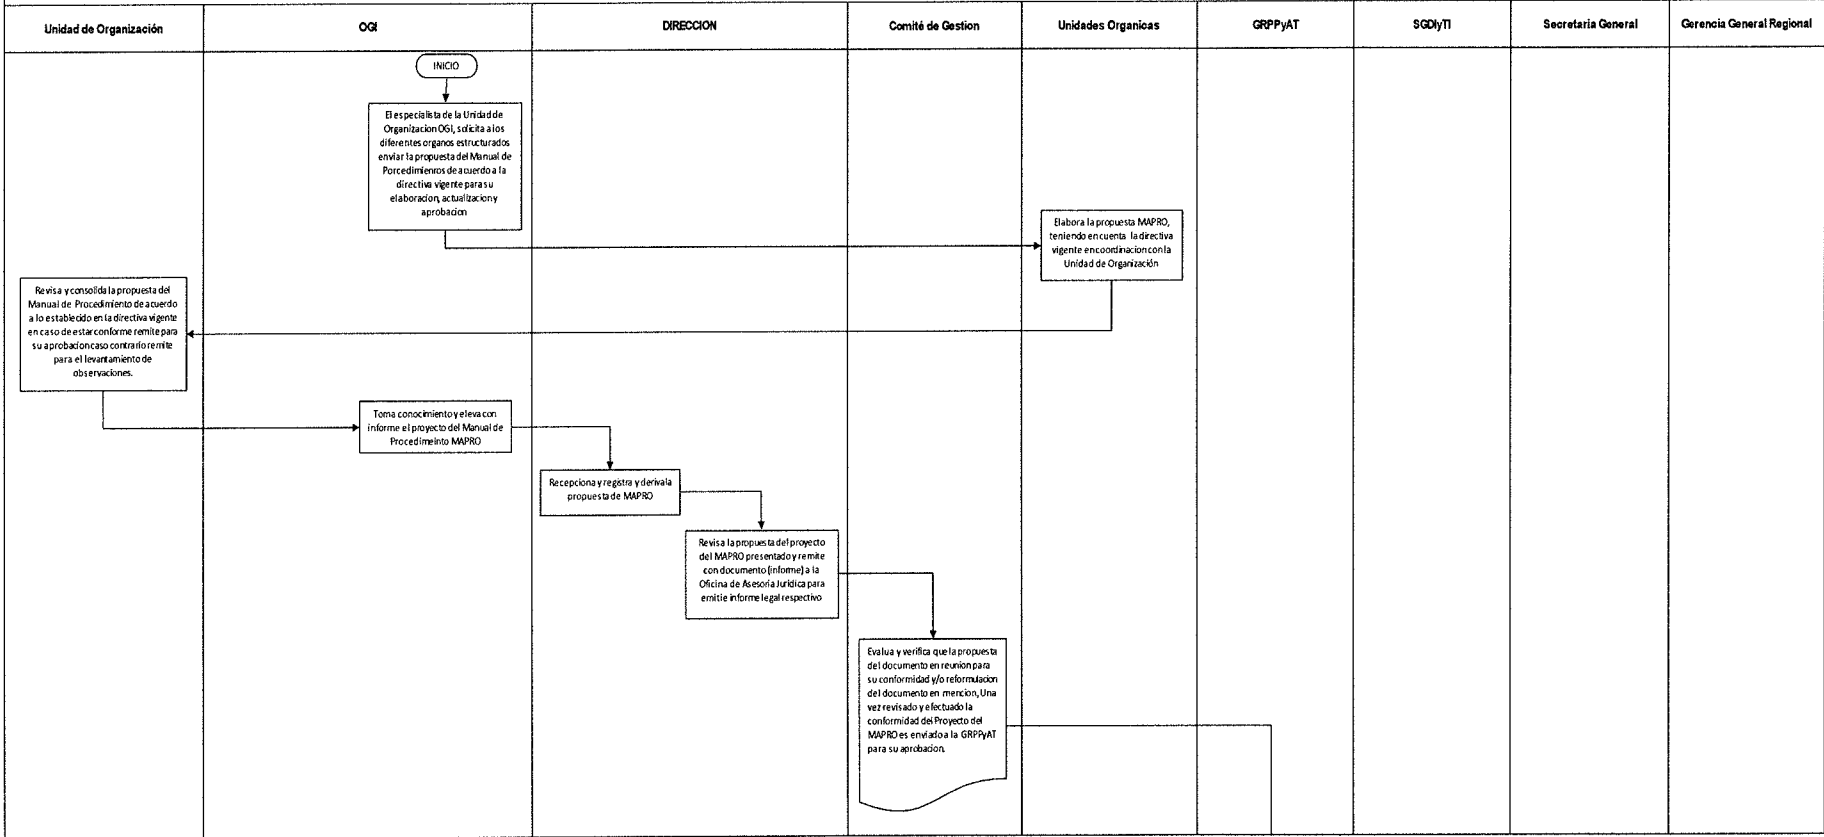 Unidad de Organización
OGI
DIRECCION
Comité de Gestion
Unidades Organicas
GRPPyAT
SGDIyTI
Secretaria General
Gerencia General Regional
INICIO
El especialista de la Unidad de
Organizacion OGI, solicita a los
diferentes organos estructurados
enviar la propuesta del Manual de
Porcedimienros de acuerdo a la
directiva vigente para su
elaboracion, actualizacion y
aprobacion
Elabora la propuesta MAPRO,
teniendo en cuenta la directiva
vigente en coordinacion con la
Unidad de Organización
Revisa y consolida la propuesta del
Manual de Procedimiento de acuerdo
a lo establecido en la directiva vigente
en caso de estar conforme remite para
su aprobacion caso contrario remite
para el levantamiento de
observaciones.
Toma conocimiento y eleva con
informe el proyecto del Manual de
Procedimeinto MAPRO
Recepciona y registra y deriva la
propuesta de MAPRO
Revisa la propuesta del proyecto
del MAPRO presentado y remite
con documento (informe) a la
Oficina de Asesoria Juridica para
emitie informe legal respectivo
Evalua y verifica que la propuesta
del documento en reunion para
su conformidad y/o reformulacion
del documento en mencion, Una
vez revisado y efectuado la
conformidad del Proyecto del
MAPRO es enviado a la GRPPyAT
para su aprobacion.